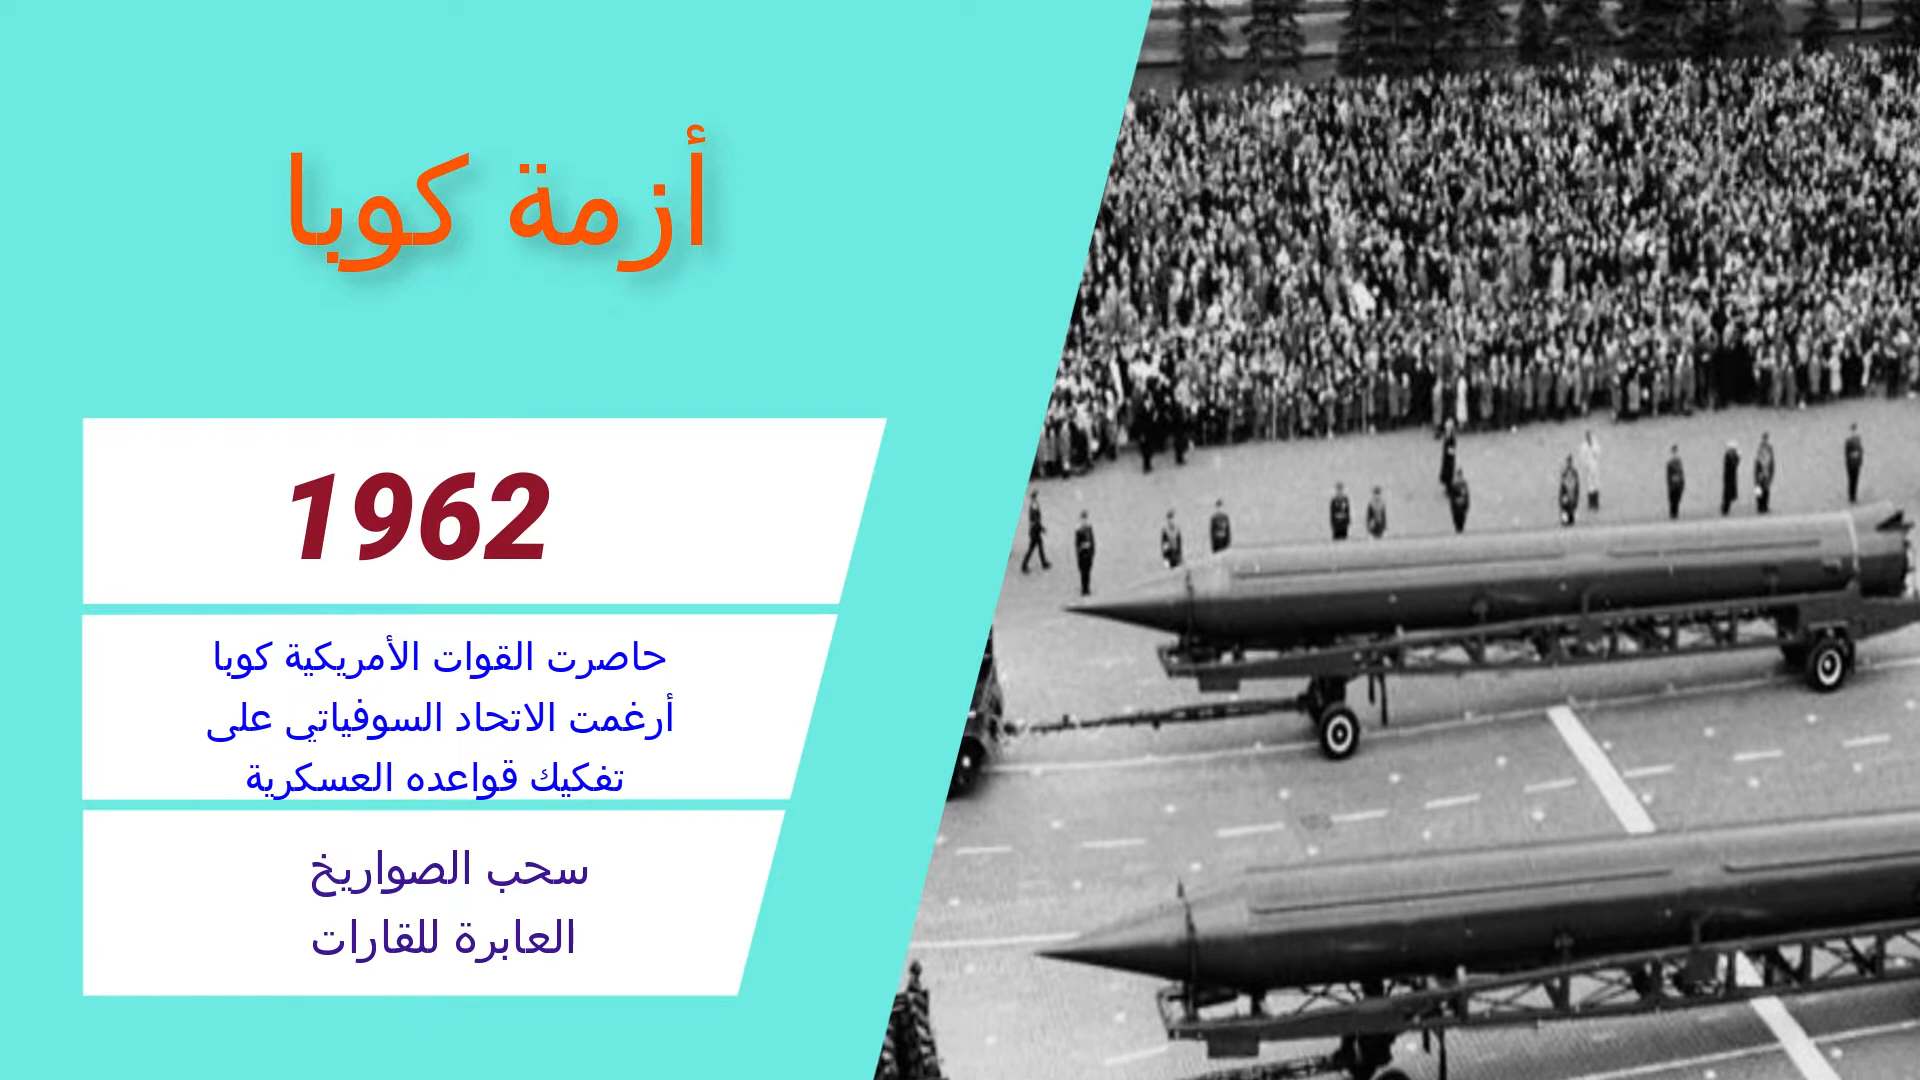 أزمة كوبا
1962
حاصرت القوات الأمريكية كوبا
أرغمت الاتحاد السوفياتي على
تفكيك قواعده العسكرية
سحب الصواريخ
العابرة للقارات